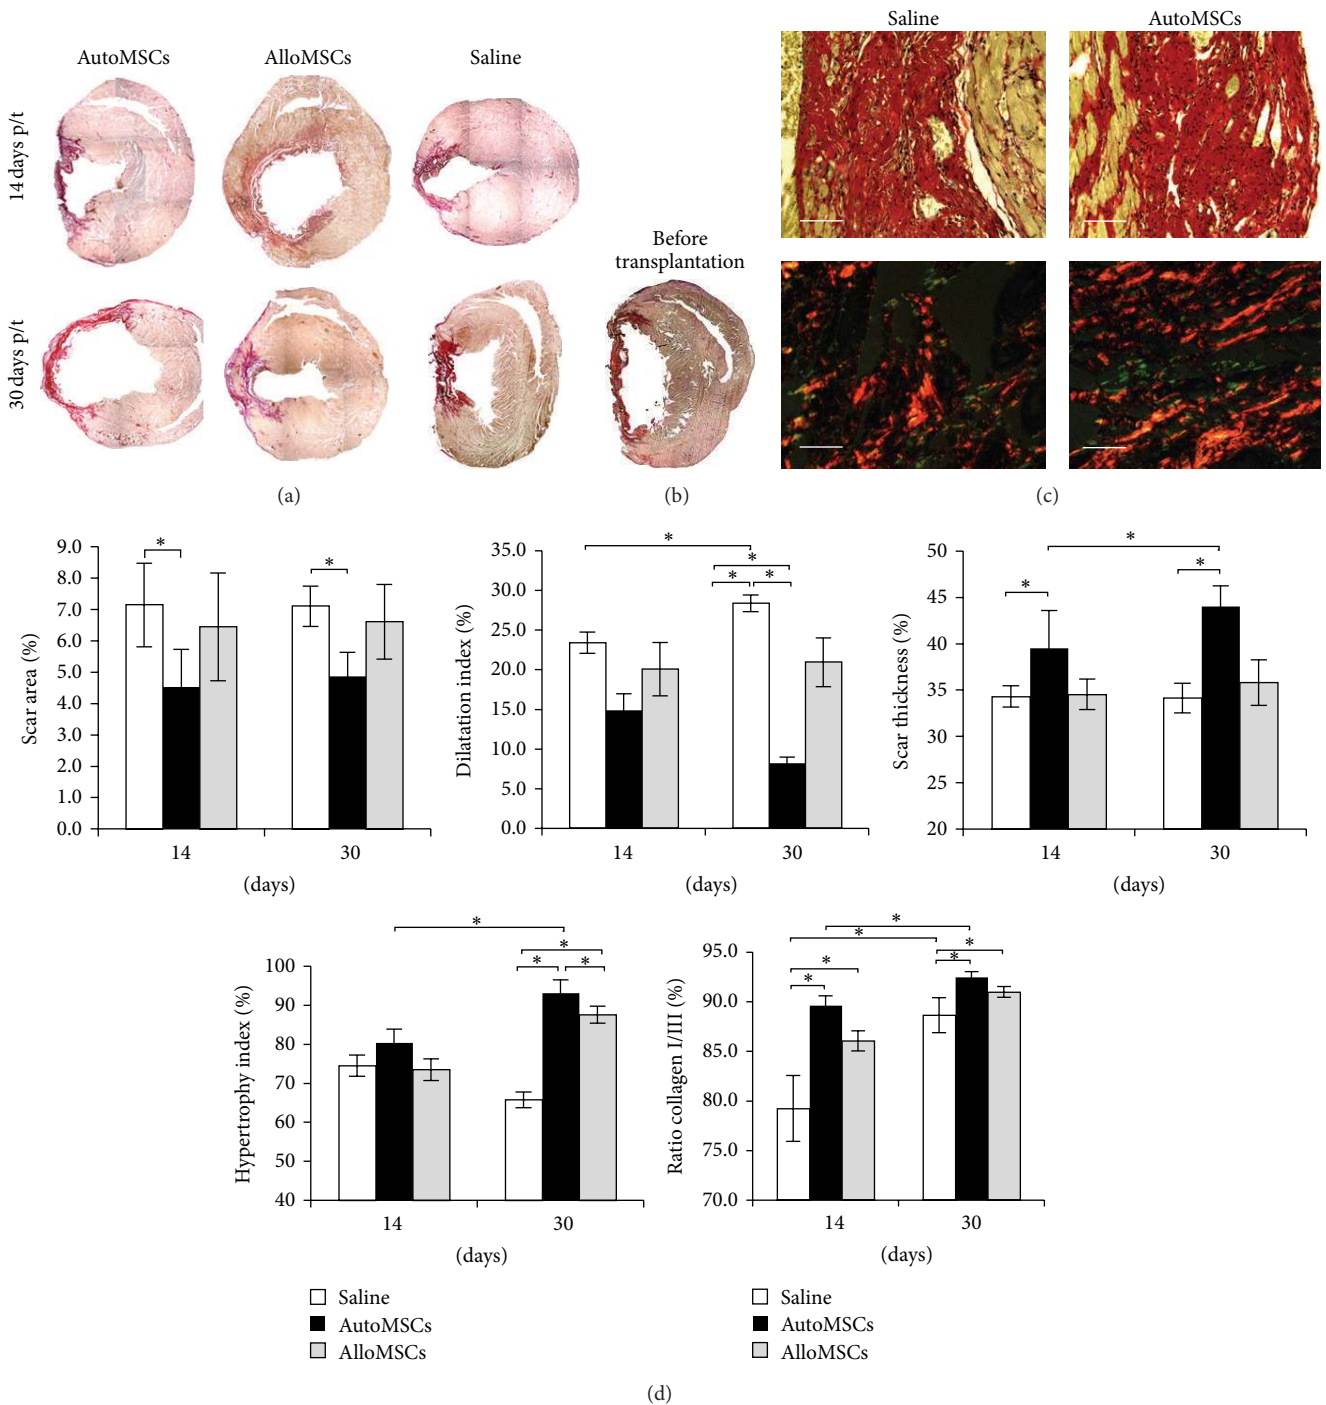 AutoMSCs AlloMSCs Saline
14 days p/t
30 days p/t
Before
transplantation
(a)
(b)
Saline AutoMSCs
(c)
Scar area (%)
9.0
8.0
7.0
6.0
5.0
4.0
3.0
2.0
1.0
0.0
* *
14 30
(days)
Dilatation index (%)
35.0
30.0
25.0
20.0
15.0
10.0
5.0
0.0
*
*
* *
14 30
(days)
Scar thickness (%)
50
45
40
35
30
25
20
*
* *
14 30
(days)
Hypertrophy index (%)
100
90
80
70
60
50
40
*
*
* *
14 30
(days)
Saline
AutoMSCs
AlloMSCs
Ratio collagen I/III (%)
95.0
90.0
85.0
80.0
75.0
70.0
*
*
* *
* *
14 30
(days)
Saline
AutoMSCs
AlloMSCs
(d)